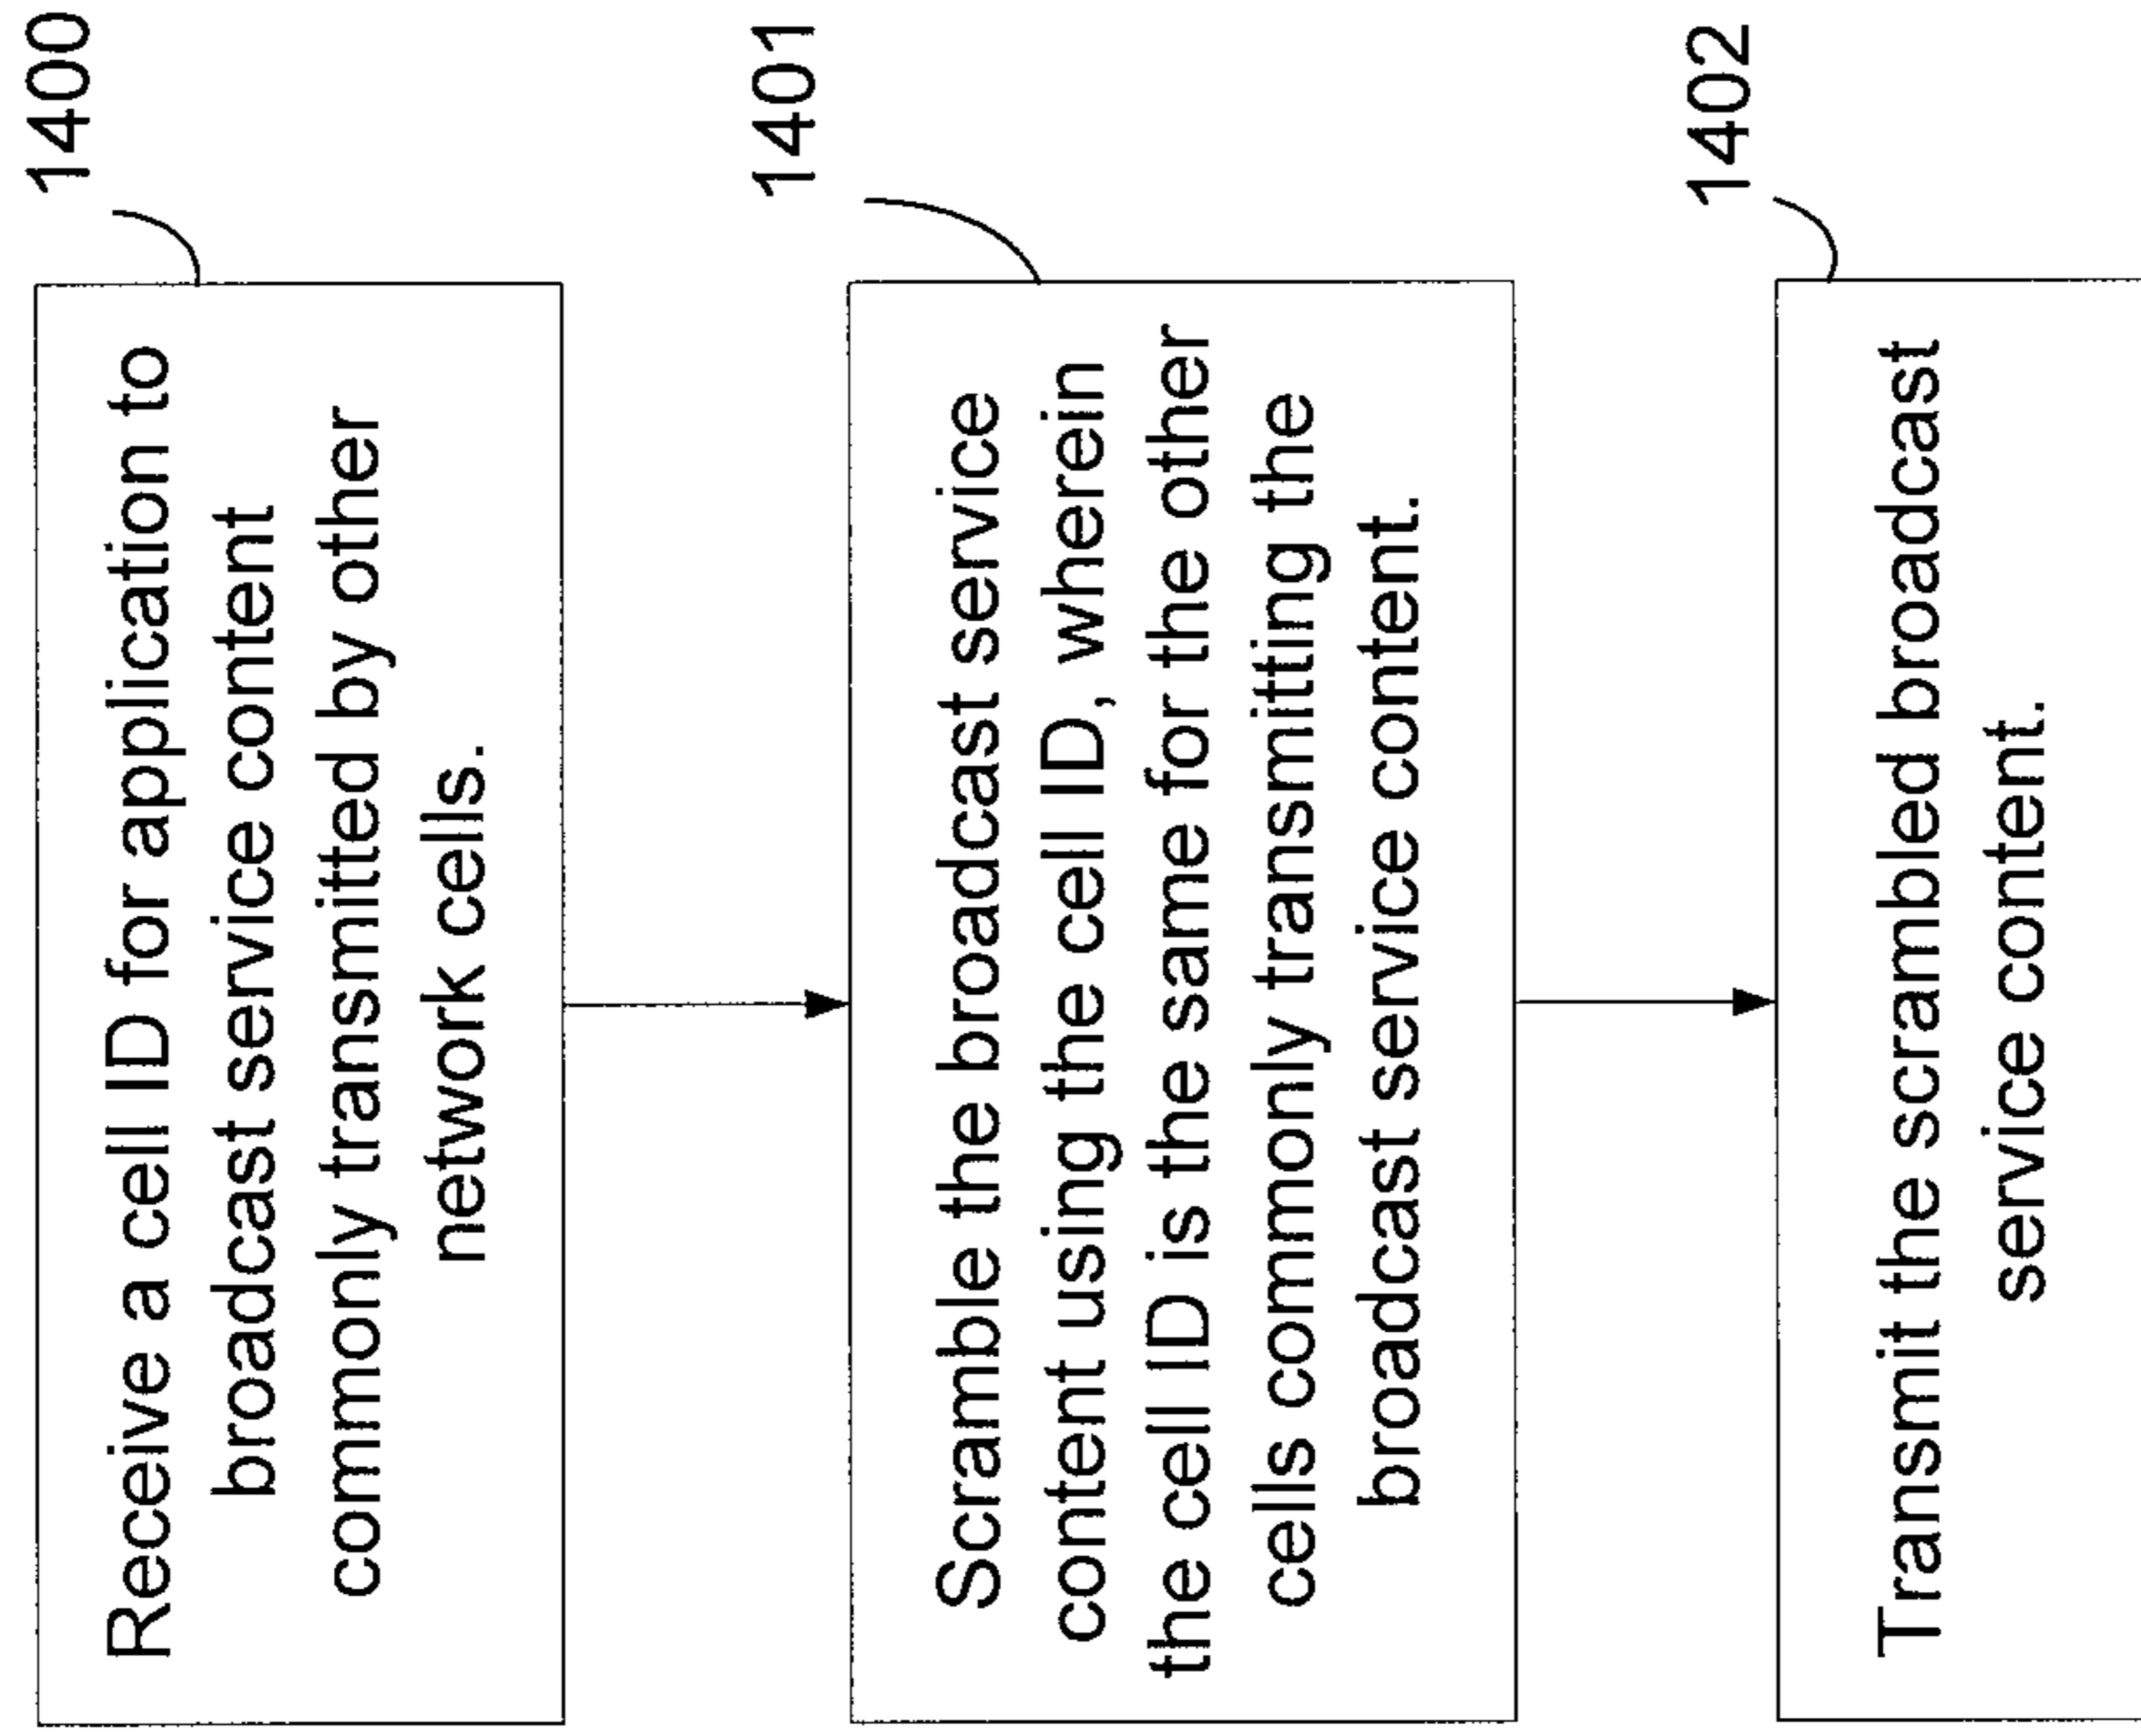 1400
Receive a cell ID for application to
broadcast service content
commonly transmitted by other
network cells.
1401
Scramble the broadcast service
content using the cell ID, wherein
the cell ID is the same for the other
cells commonly transmitting the
broadcast service content.
1402
Transmit the scrambled broadcast
service content.